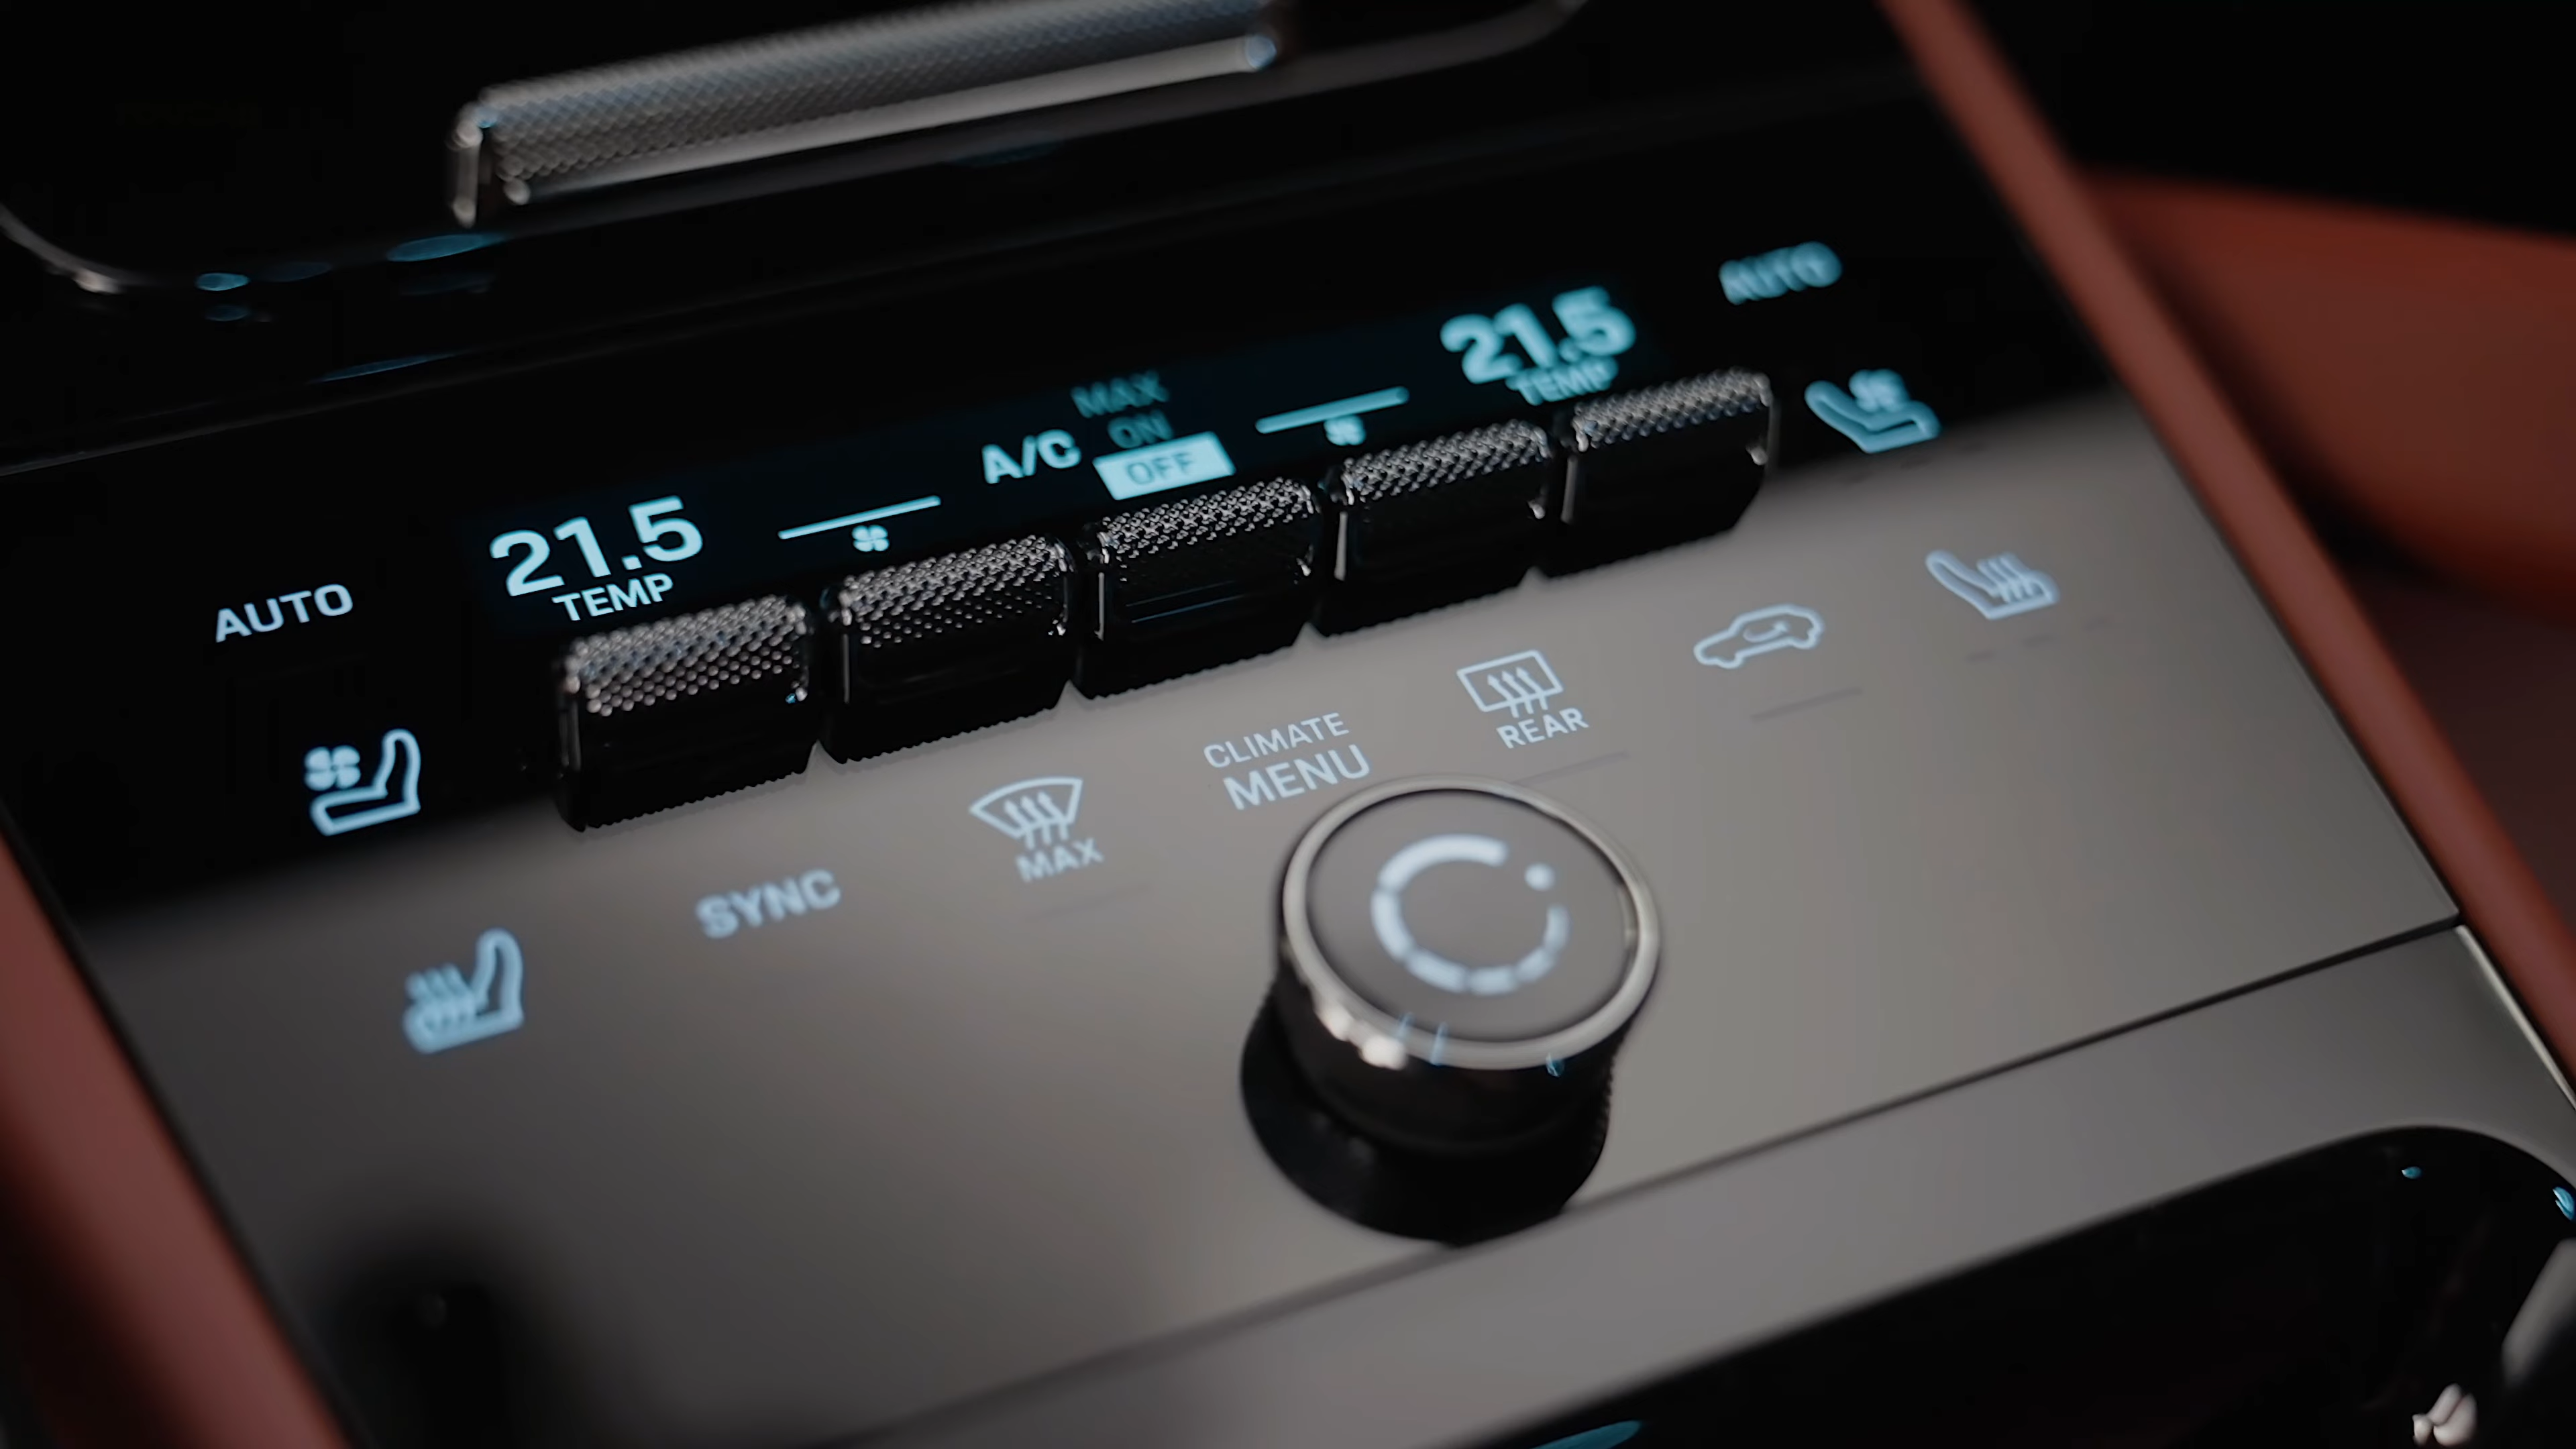 AUTO
21.5
TEMP
A/C
MAX
ON
OFF
21.5
TEMP
AUTO
SYNC
MAX
CLIMATE
MENU
REAR